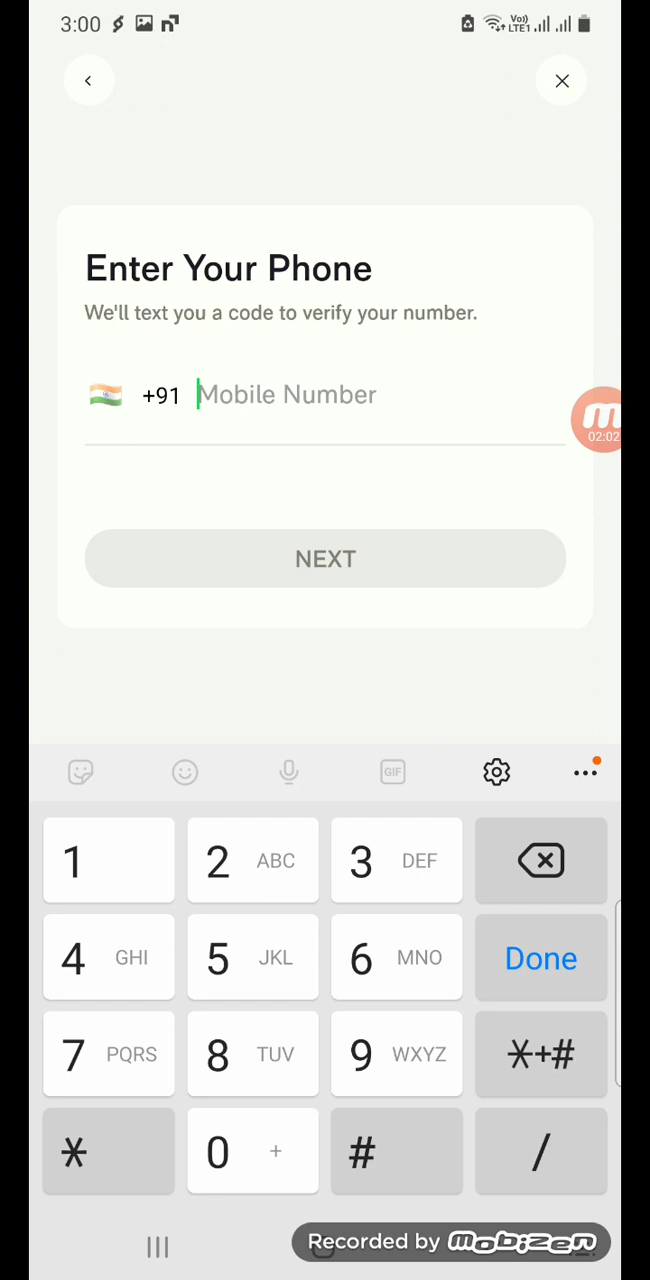 3:00
Vo)) LTE1
Enter Your Phone
We'll text you a code to verify your number.
+91 Mobile Number
02:02
NEXT
GIF
1 2 ABC 3 DEF
4 GHI 5 JKL 6 MNO Done
7 PQRS 8 TUV 9 WXYZ *+#
* 0 + # /
Recorded by mobizen